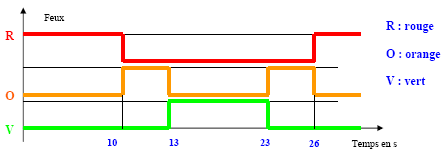 Feux
R
R : rouge
O : orange
O
V : vert
V
10
13
23
26
Temps en s